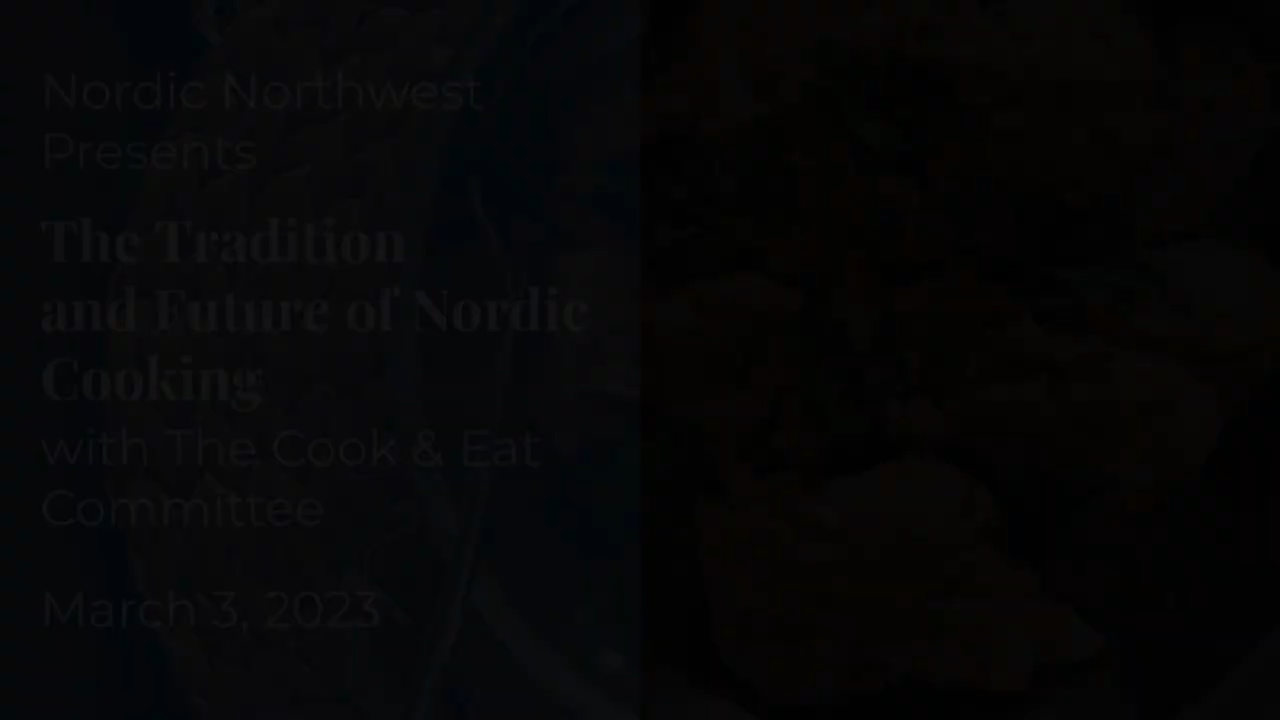 Nordic Northwest
Presents
The Tradition
and Future of Nordic
Cooking
with The Cook & Eat
Committee
March 3, 2023